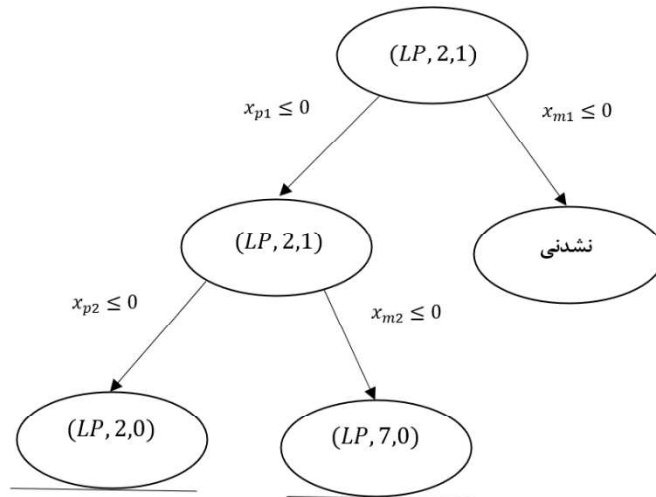 (LP, 2,1)
x_{p1} ≤ 0
x_{m1} ≤ 0
(LP, 2,1)
نشدنی
x_{p2} ≤ 0
x_{m2} ≤ 0
(LP, 2,0)
(LP, 7,0)